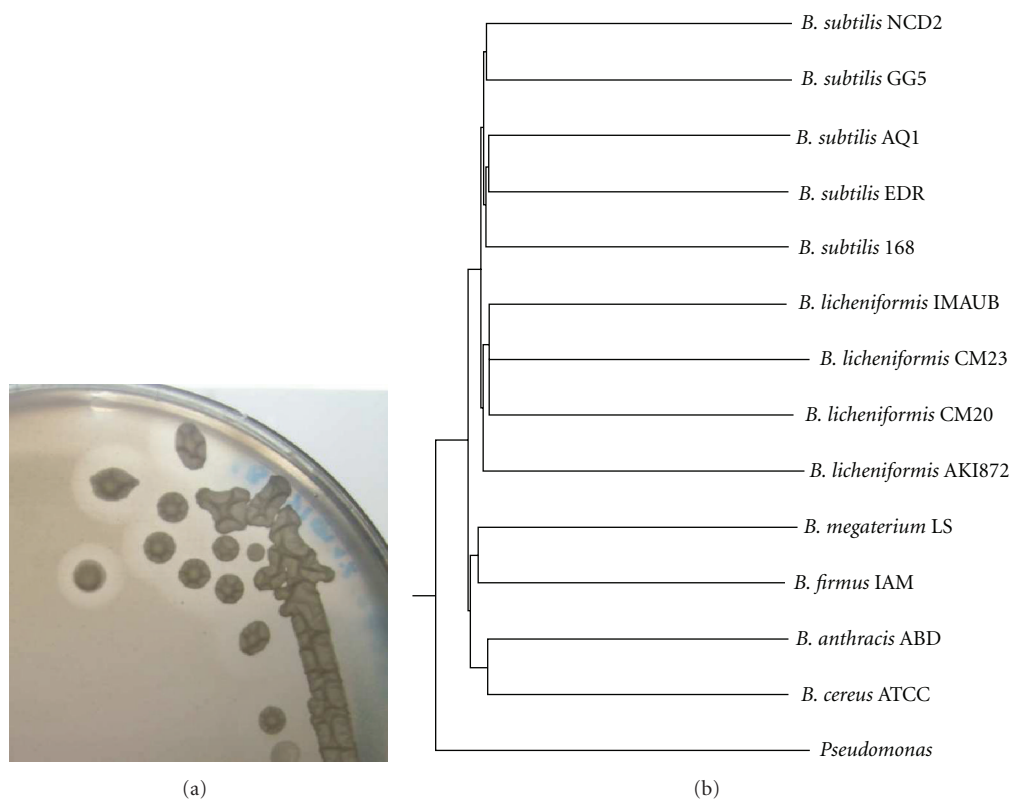 B. subtilis NCD2
B. subtilis GG5
B. subtilis AQ1
B. subtilis EDR
B. subtilis 168
B. licheniformis IMAUB
B. licheniformis CM23
B. licheniformis CM20
B. licheniformis AKI872
B. megaterium LS
B. firmus IAM
B. anthracis ABD
B. cereus ATCC
Pseudomonas
(a)
(b)